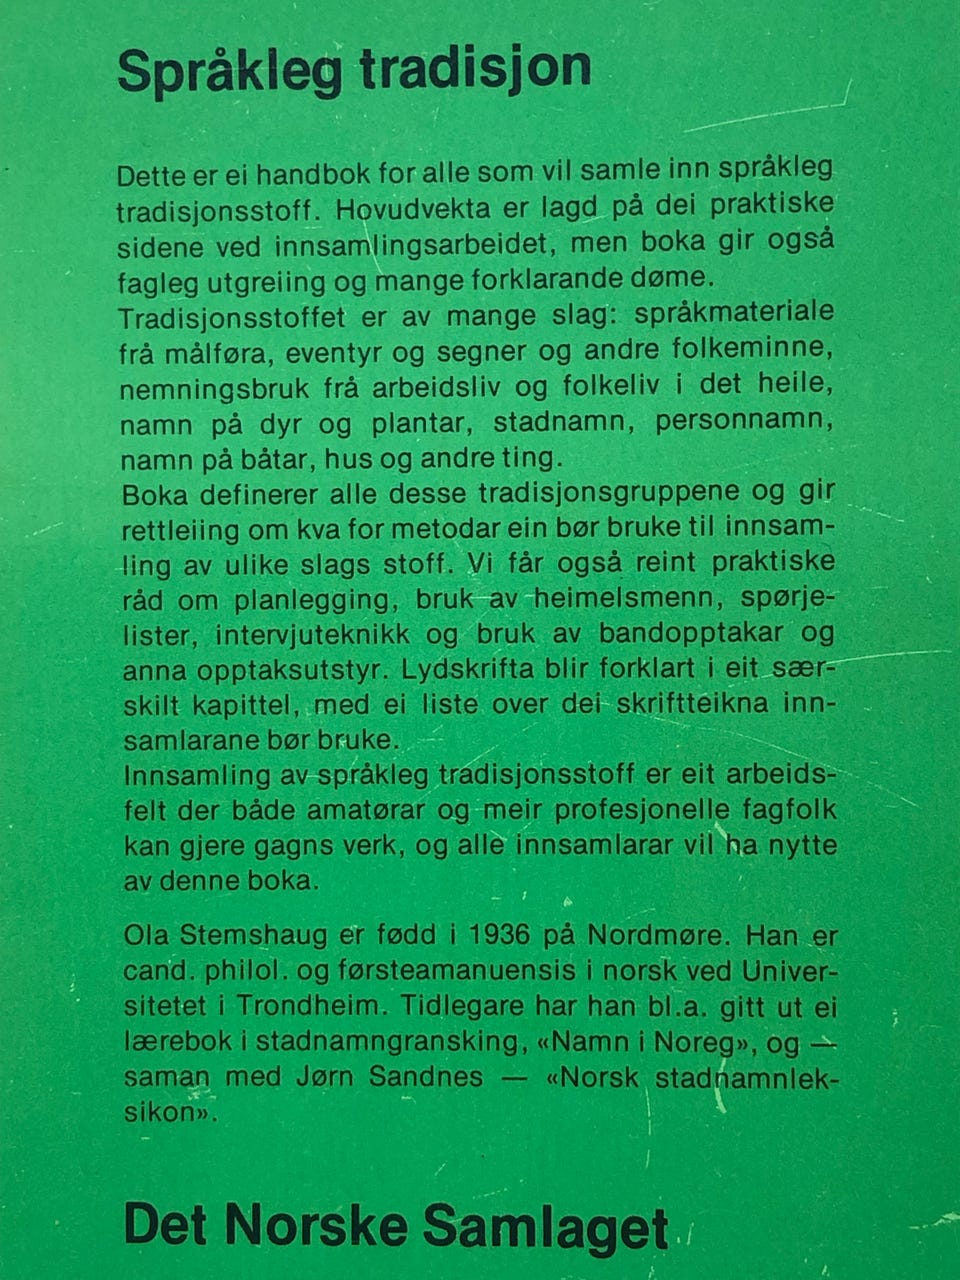 Språkleg tradisjon
Dette er ei handbok for alle som vil samle inn språkleg
tradisjonsstoff. Hovudvekta er lagd på dei praktiske
sidene ved innsamlingsarbeidet, men boka gir også
fagleg utgreiing og mange forklarande døme.
Tradisjonsstoffet er av mange slag: språkmateriale
frå målføra, eventyr og segner og andre folkeminne,
nemningsbruk frå arbeidsliv og folkeliv i det heile,
namn på dyr og plantar, stadnamn, personnamn,
namn på båtar, hus og andre ting.
Boka definerer alle desse tradisjonsgruppene og gir
rettleiing om kva for metodar ein bør bruke til innsam-
ling av ulike slags stoff. Vi får også reint praktiske
råd om planlegging, bruk av heimelsmenn, spørje-
lister, intervjuteknikk og bruk av bandopptakar og
anna opptaksutstyr. Lydskrifta blir forklart i eit sær-
skilt kapittel, med ei liste over dei skriftteikna inn-
samlarane bør bruke.
Innsamling av språkleg tradisjonsstoff er eit arbeids-
felt der både amatørar og meir profesjonelle fagfolk
kan gjere gagns verk, og alle innsamlarar vil ha nytte
av denne boka.
Ola Stemshaug er fødd i 1936 på Nordmøre. Han er
cand. philol. og førsteamanuensis i norsk ved Univer-
sitetet i Trondheim. Tidlegare har han bl.a. gitt ut ei
lærebok i stadnamngransking, «Namn i Noreg», og —
saman med Jørn Sandnes — «Norsk stadnamnlek-
sikon».
Det Norske Samlaget